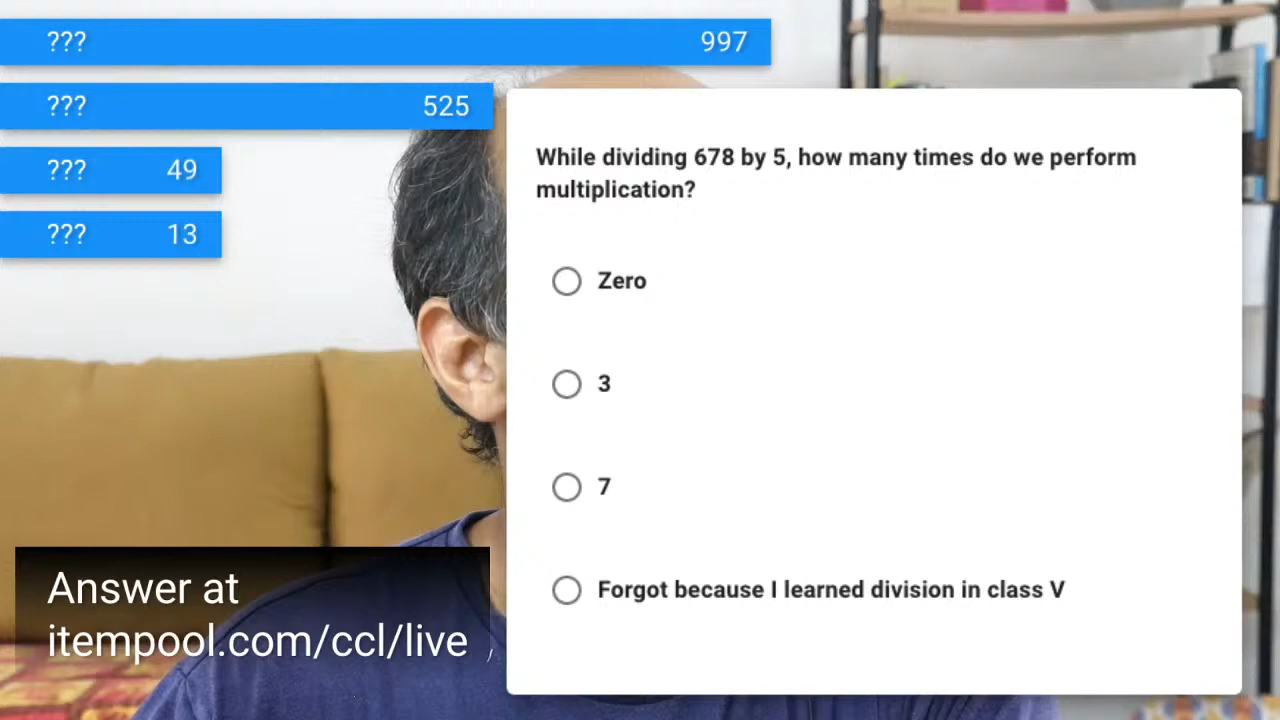 ??? 997
??? 525
??? 49
??? 13
While dividing 678 by 5, how many times do we perform
multiplication?
Zero
3
7
Forgot because I learned division in class V
Answer at
itempool.com/ccl/live